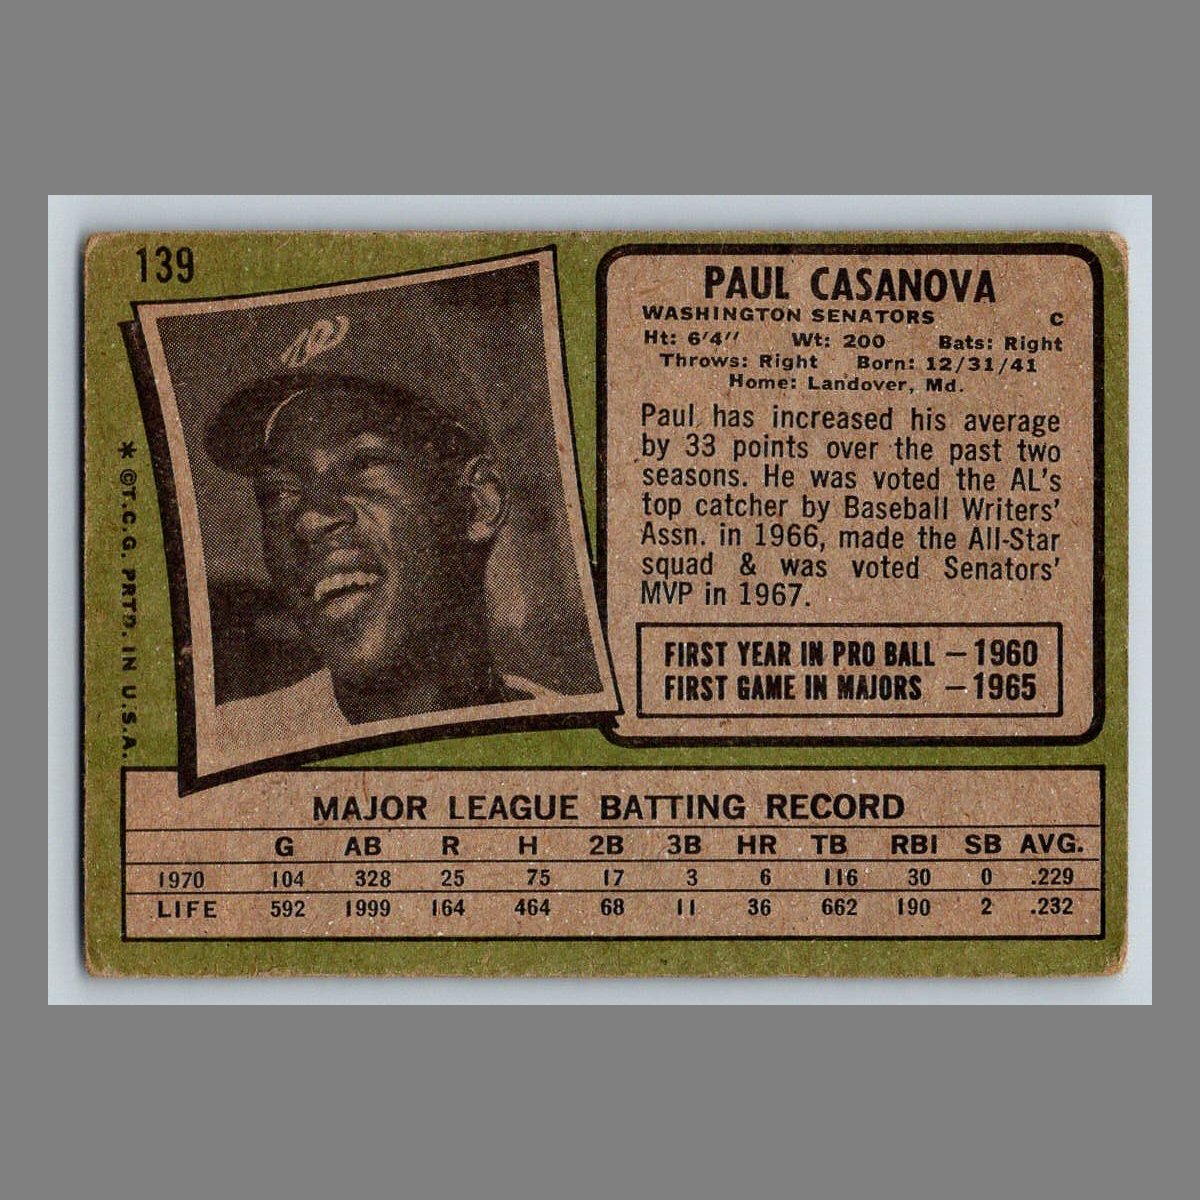 139
PAUL CASANOVA
WASHINGTON SENATORS C
Ht: 6'4" Wt: 200 Bats: Right
Throws: Right Born: 12/31/41
Home: Landover, Md.
Paul has increased his average
by 33 points over the past two
seasons. He was voted the AL's
top catcher by Baseball Writers'
Assn. in 1966, made the All-Star
squad & was voted Senators'
MVP in 1967.
FIRST YEAR IN PRO BALL – 1960
FIRST GAME IN MAJORS – 1965
* ©T.C.G. PRTD. IN U.S.A.
MAJOR LEAGUE BATTING RECORD
G AB R H 2B 3B HR TB RBI SB AVG.
1970 104 328 25 75 17 3 6 116 30 0 .229
LIFE 592 1999 164 464 68 11 36 662 190 2 .232